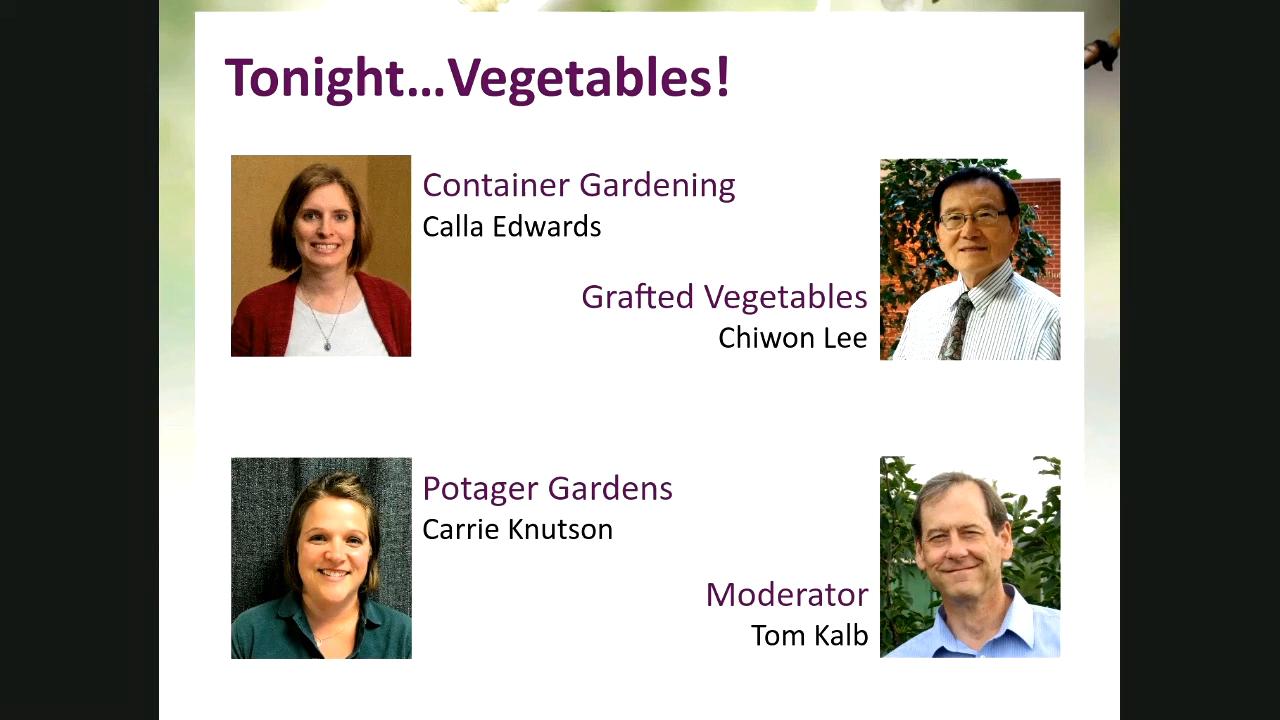 Tonight...Vegetables!
Container Gardening
Calla Edwards
Grafted Vegetables
Chiwon Lee
Potager Gardens
Carrie Knutson
Moderator
Tom Kalb